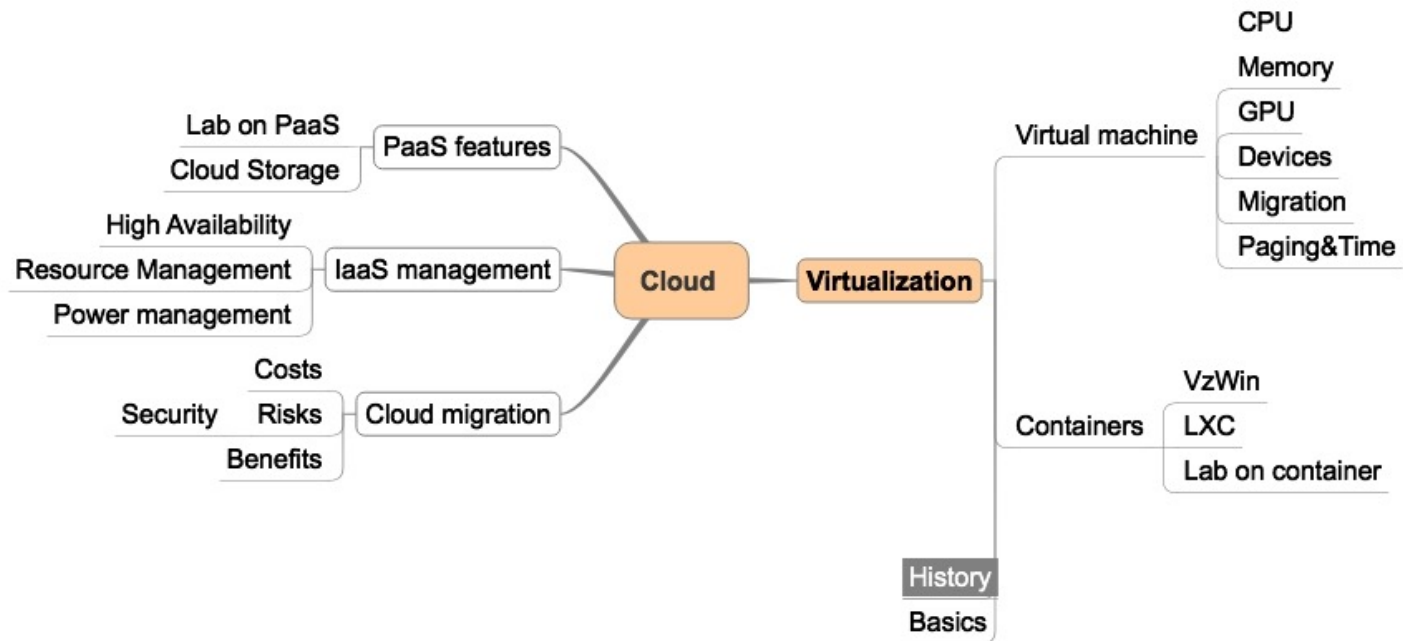 Cloud
PaaS features
Lab on PaaS
Cloud Storage
IaaS management
High Availability
Resource Management
Power management
Cloud migration
Costs
Risks
Security
Benefits
Virtualization
Virtual machine
CPU
Memory
GPU
Devices
Migration
Paging&Time
Containers
VzWin
LXC
Lab on container
History
Basics